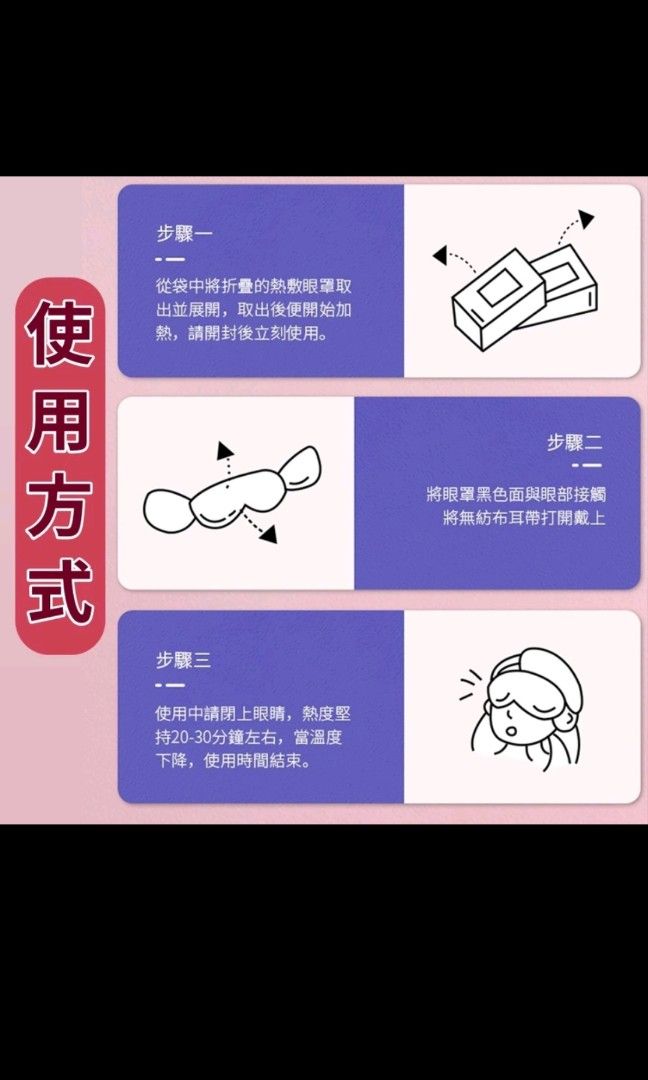 使用方式
步驟一
從袋中將折疊的熱敷眼罩取
出並展開，取出後便開始加
熱，請開封後立刻使用。
步驟二
將眼罩黑色面與眼部接觸
將無紡布耳帶打開戴上
步驟三
使用中請閉上眼睛，熱度堅
持20-30分鐘左右，當溫度
下降，使用時間結束。